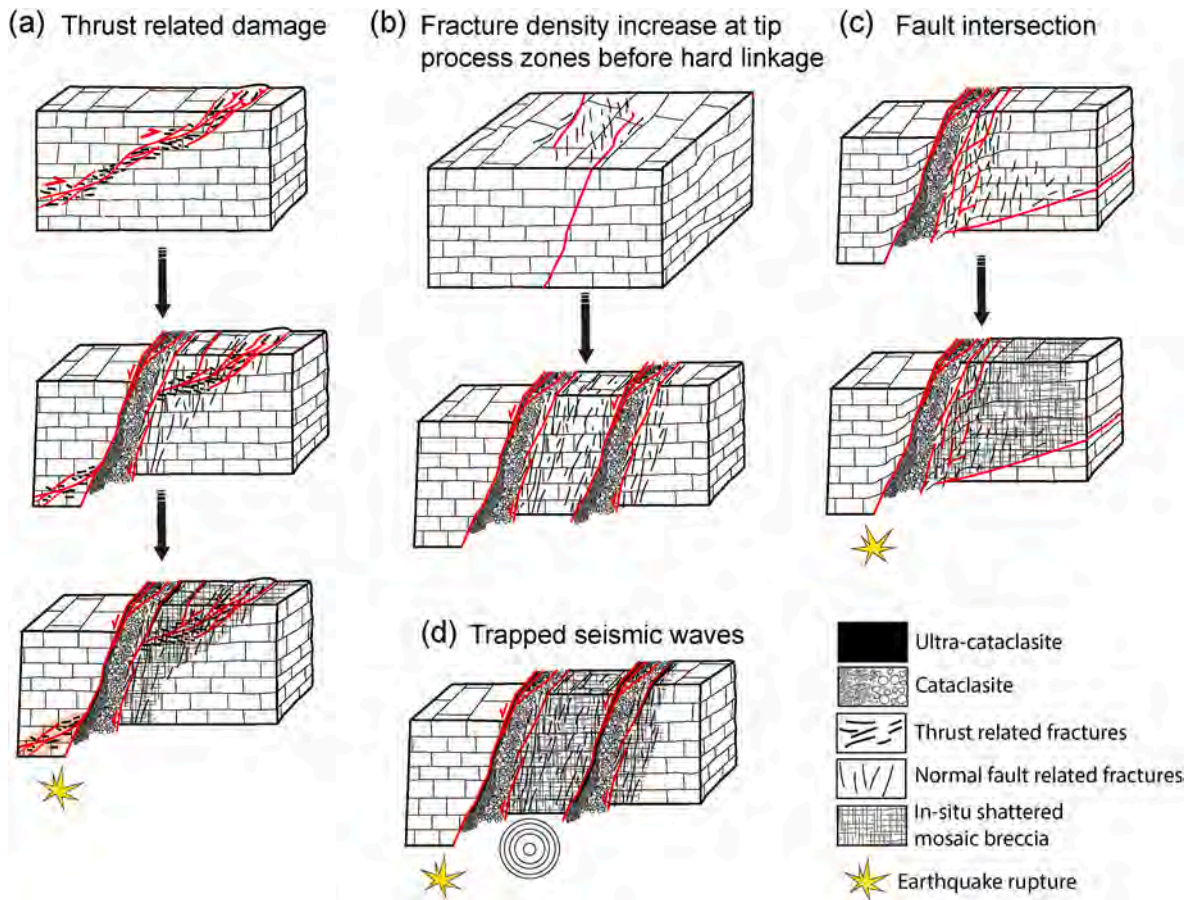 (a) Thrust related damage
(b) Fracture density increase at tip
process zones before hard linkage
(c) Fault intersection
(d) Trapped seismic waves
Ultra-cataclasite
Cataclasite
Thrust related fractures
Normal fault related fractures
In-situ shattered
mosaic breccia
Earthquake rupture